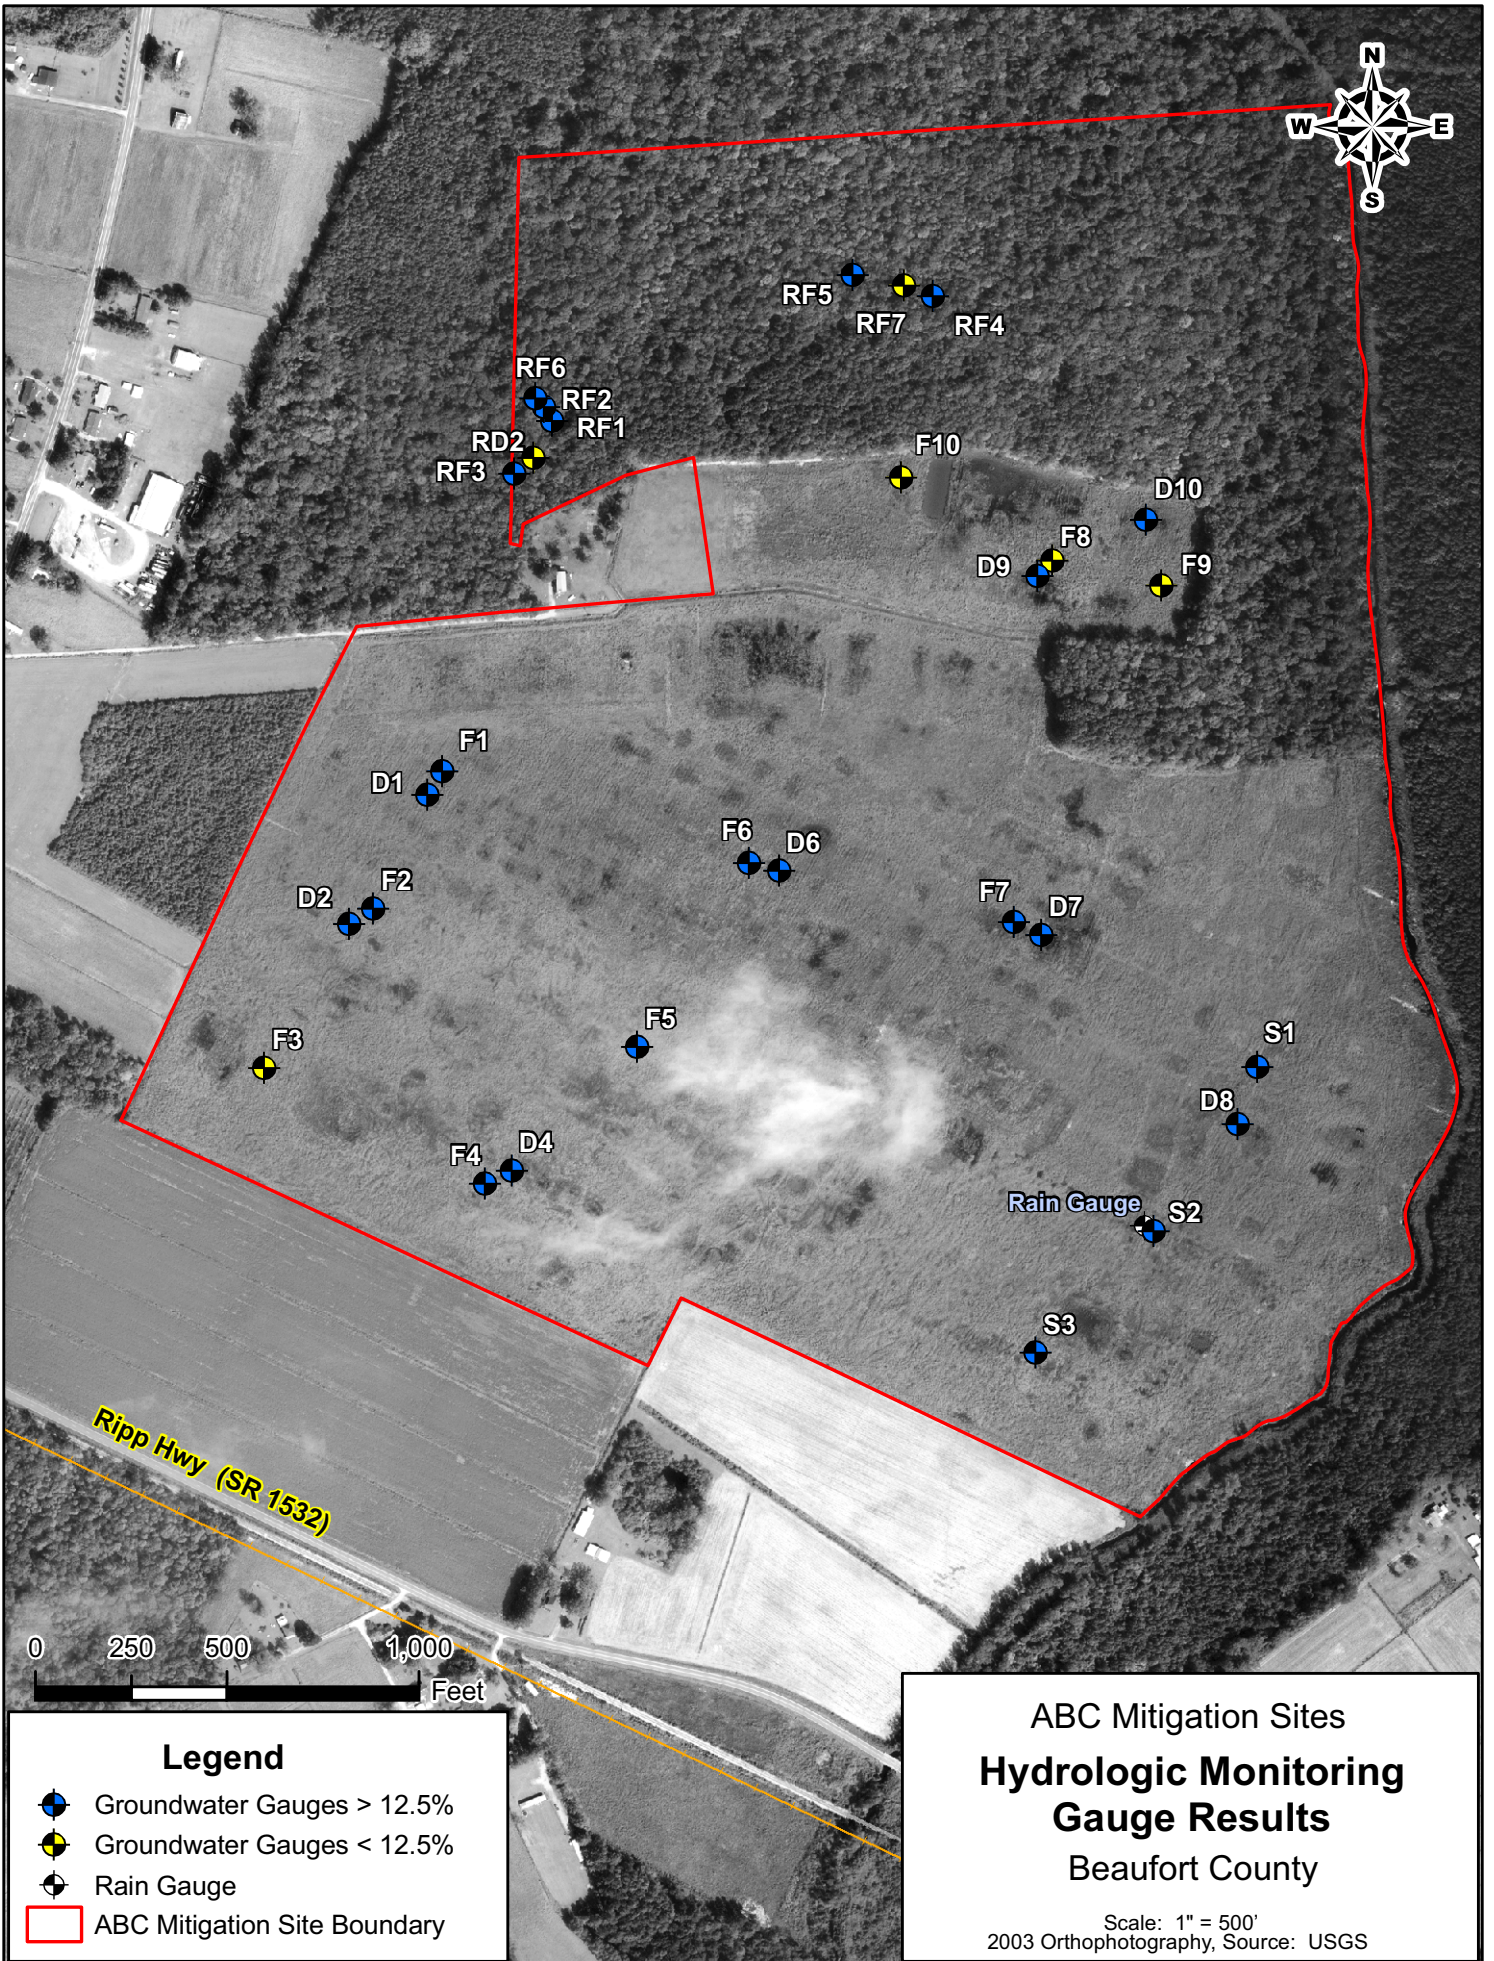 N
W E
S
RF5
RF7
RF4
RF6
RF2
RF1
RD2
RF3
F10
D10
F8
D9
F9
F1
D1
F6
D6
F2
D2
F7
D7
F5
F3
S1
D8
D4
F4
Rain Gauge
S2
S3
Ripp Hwy (SR 1532)
0 250 500 1,000
Feet
Legend
Groundwater Gauges > 12.5%
Groundwater Gauges < 12.5%
Rain Gauge
ABC Mitigation Site Boundary
ABC Mitigation Sites
Hydrologic Monitoring
Gauge Results
Beaufort County
Scale: 1" = 500'
2003 Orthophotography, Source: USGS